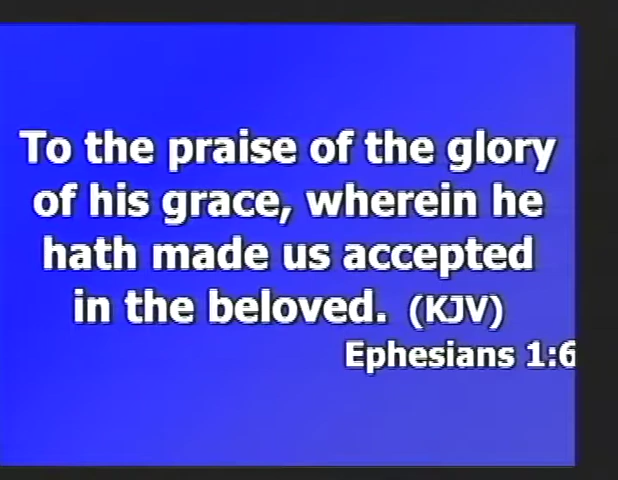 To the praise of the glory
of his grace, wherein he
hath made us accepted
in the beloved. (KJV)
Ephesians 1:6